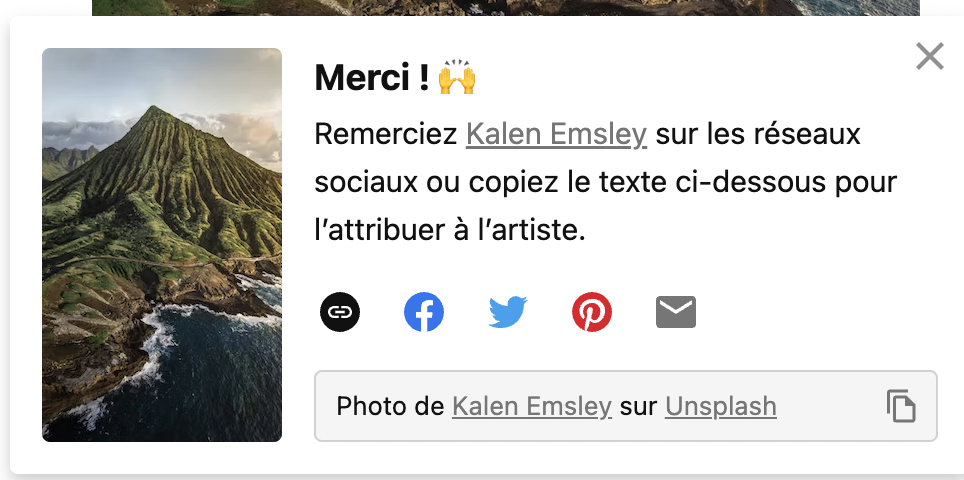 Merci ! 🙌
Remerciez Kalen Emsley sur les réseaux
sociaux ou copiez le texte ci-dessous pour
l’attribuer à l’artiste.
Photo de Kalen Emsley sur Unsplash